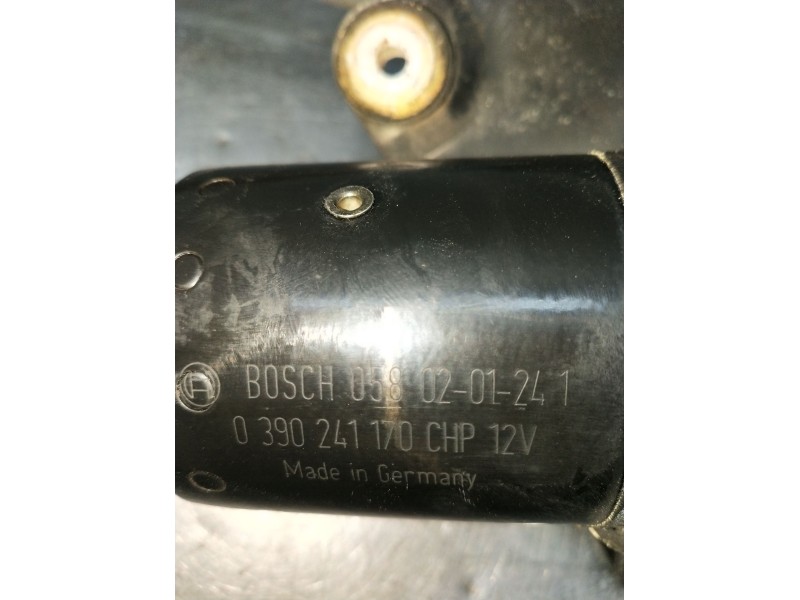 BOSCH 058 02-01-24 1
0 390 241 170 CHP 12V
Made in Germany